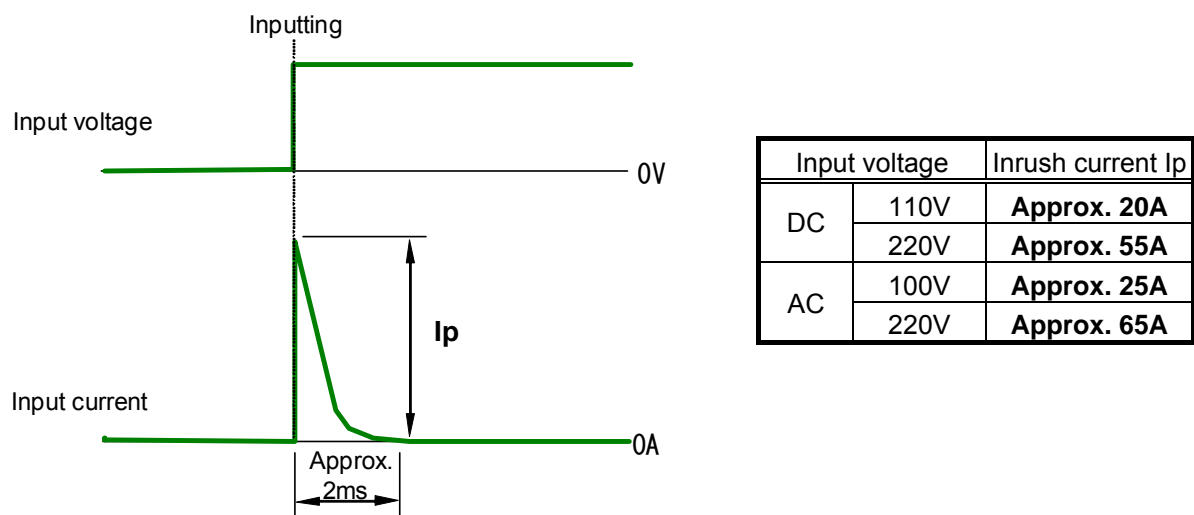 Inputting
Input voltage
0V
Ip
Input current
0A
Approx.
2ms
Input voltage Inrush current Ip
DC 110V Approx. 20A
220V Approx. 55A
AC 100V Approx. 25A
220V Approx. 65A